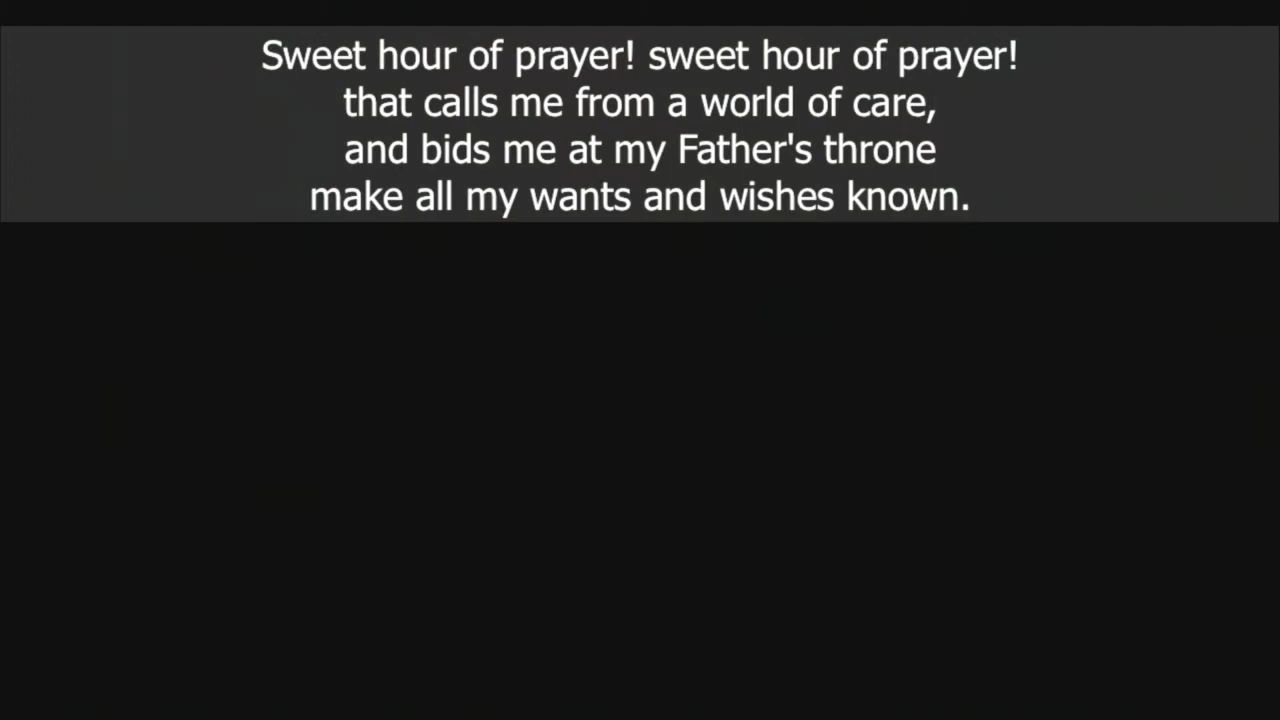 Sweet hour of prayer! sweet hour of prayer!
that calls me from a world of care,
and bids me at my Father's throne
make all my wants and wishes known.